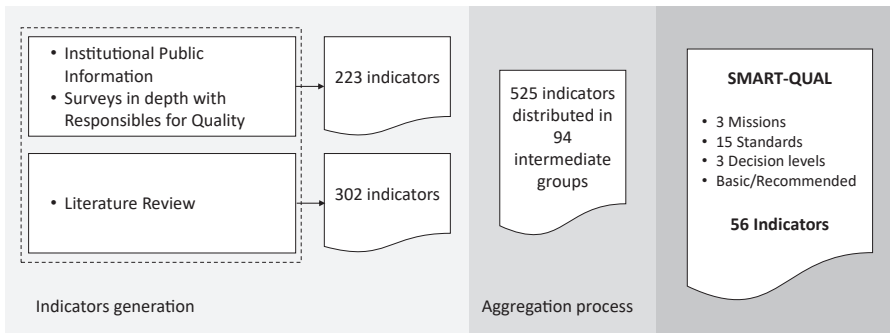 • Institutional Public
Information
• Surveys in depth with
Responsibles for Quality
223 indicators
• Literature Review
302 indicators
Indicators generation
525 indicators
distributed in
94
intermediate
groups
Aggregation process
SMART-QUAL
• 3 Missions
• 15 Standards
• 3 Decision levels
• Basic/Recommended
56 Indicators